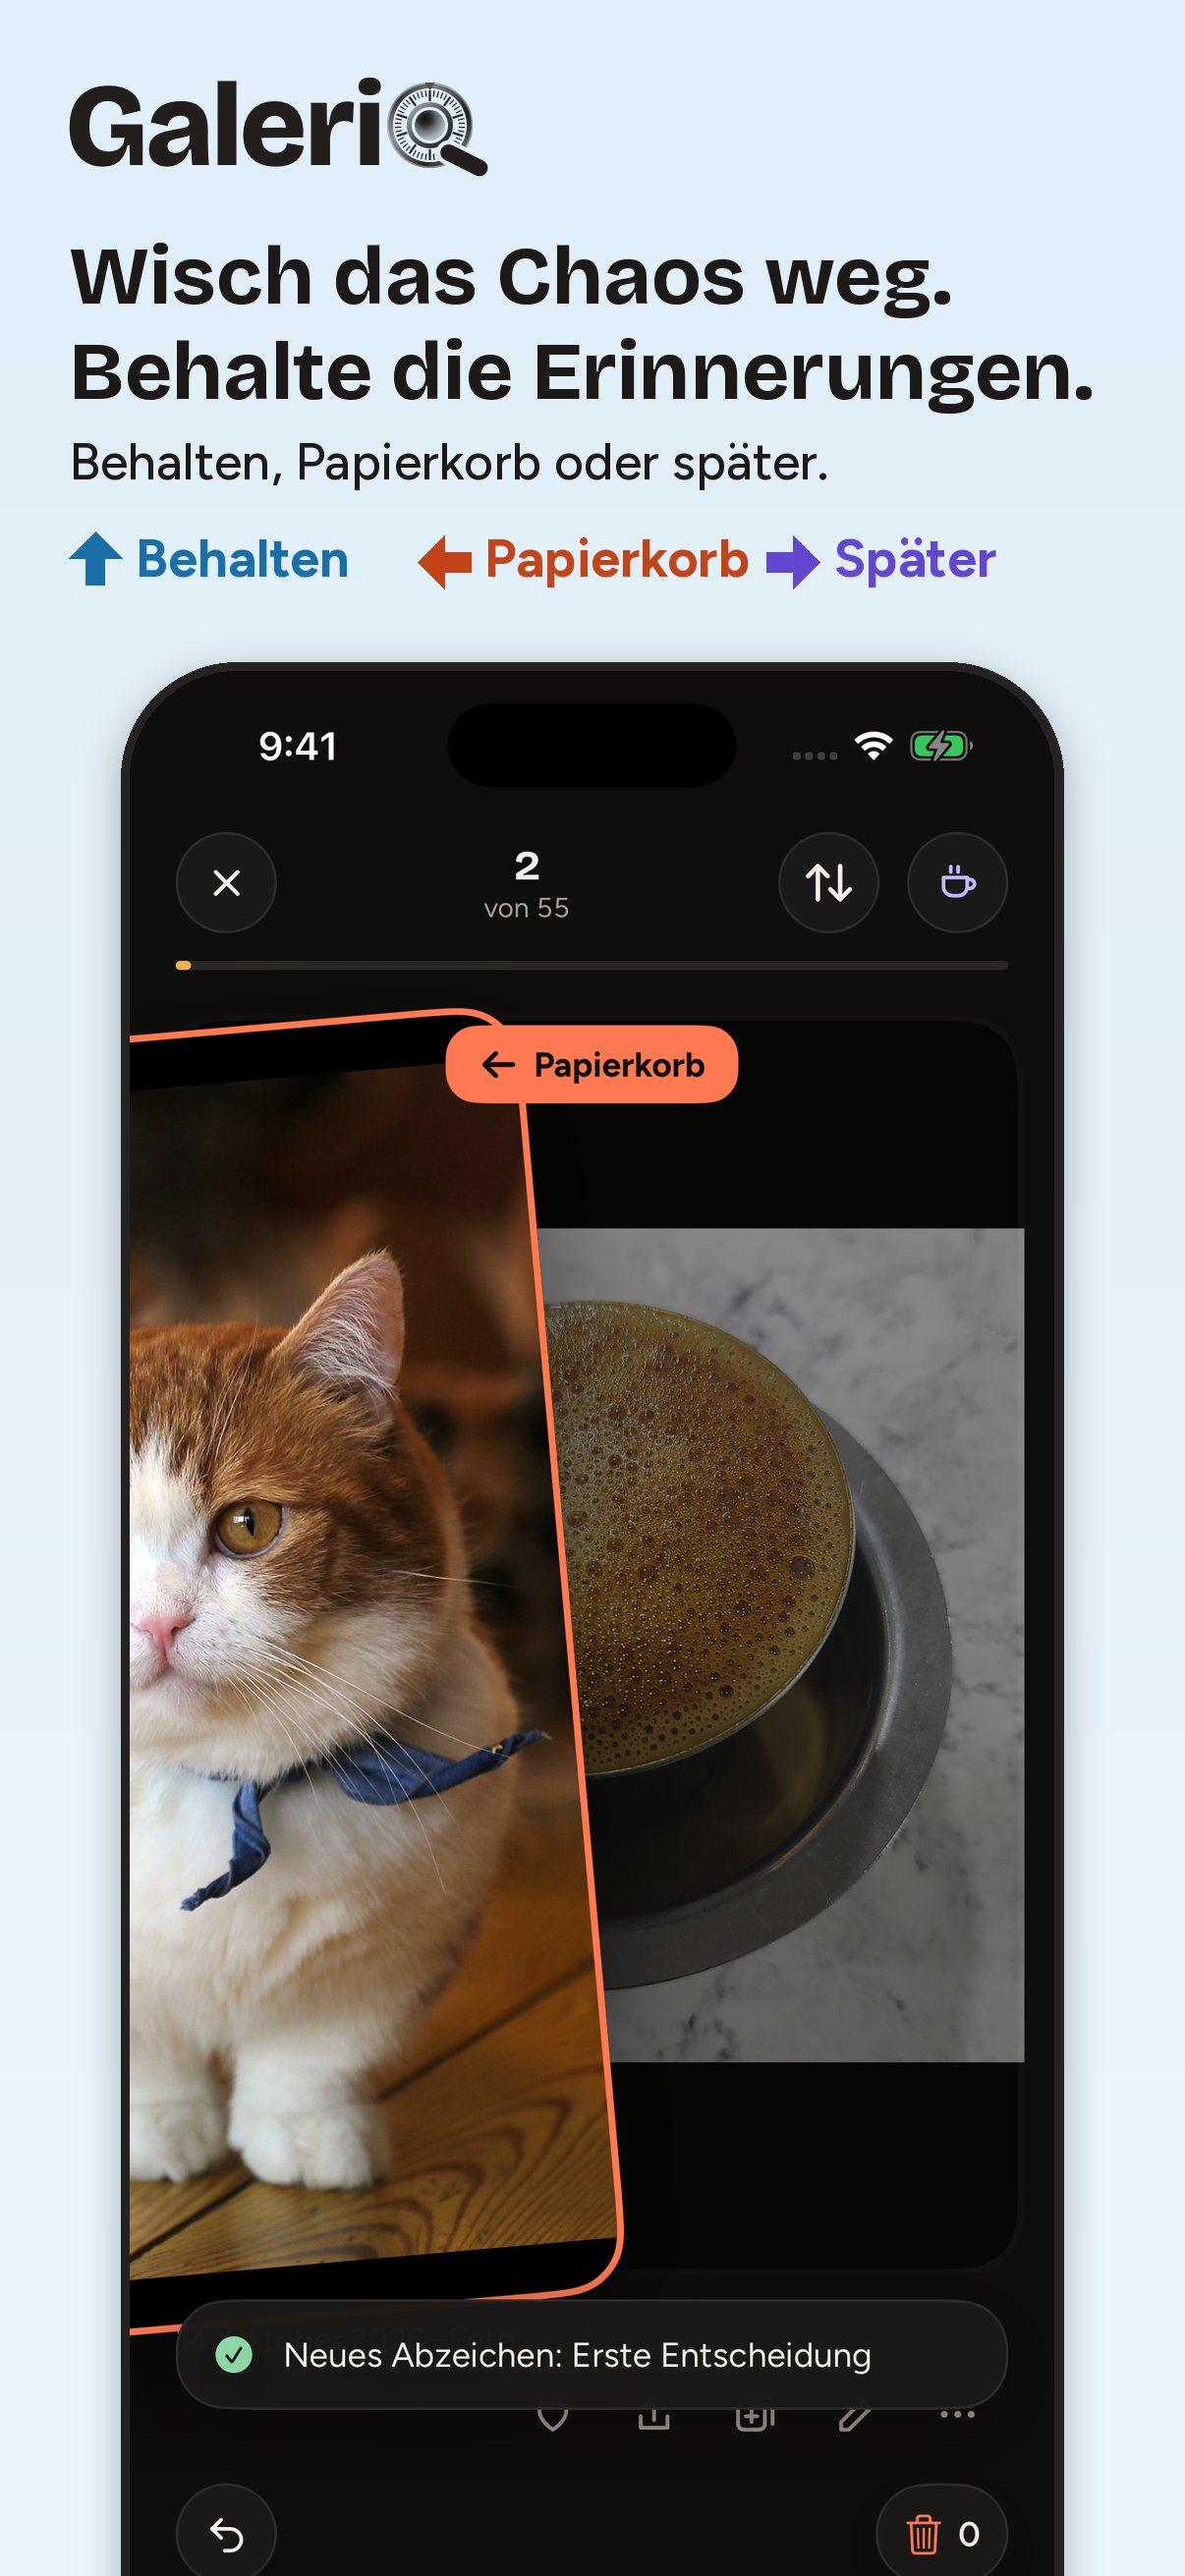 GaleriQ
Wisch das Chaos weg.
Behalte die Erinnerungen.
Behalten, Papierkorb oder später.
Behalten Papierkorb Später
9:41
2
von 55
Papierkorb
Neues Abzeichen: Erste Entscheidung
0